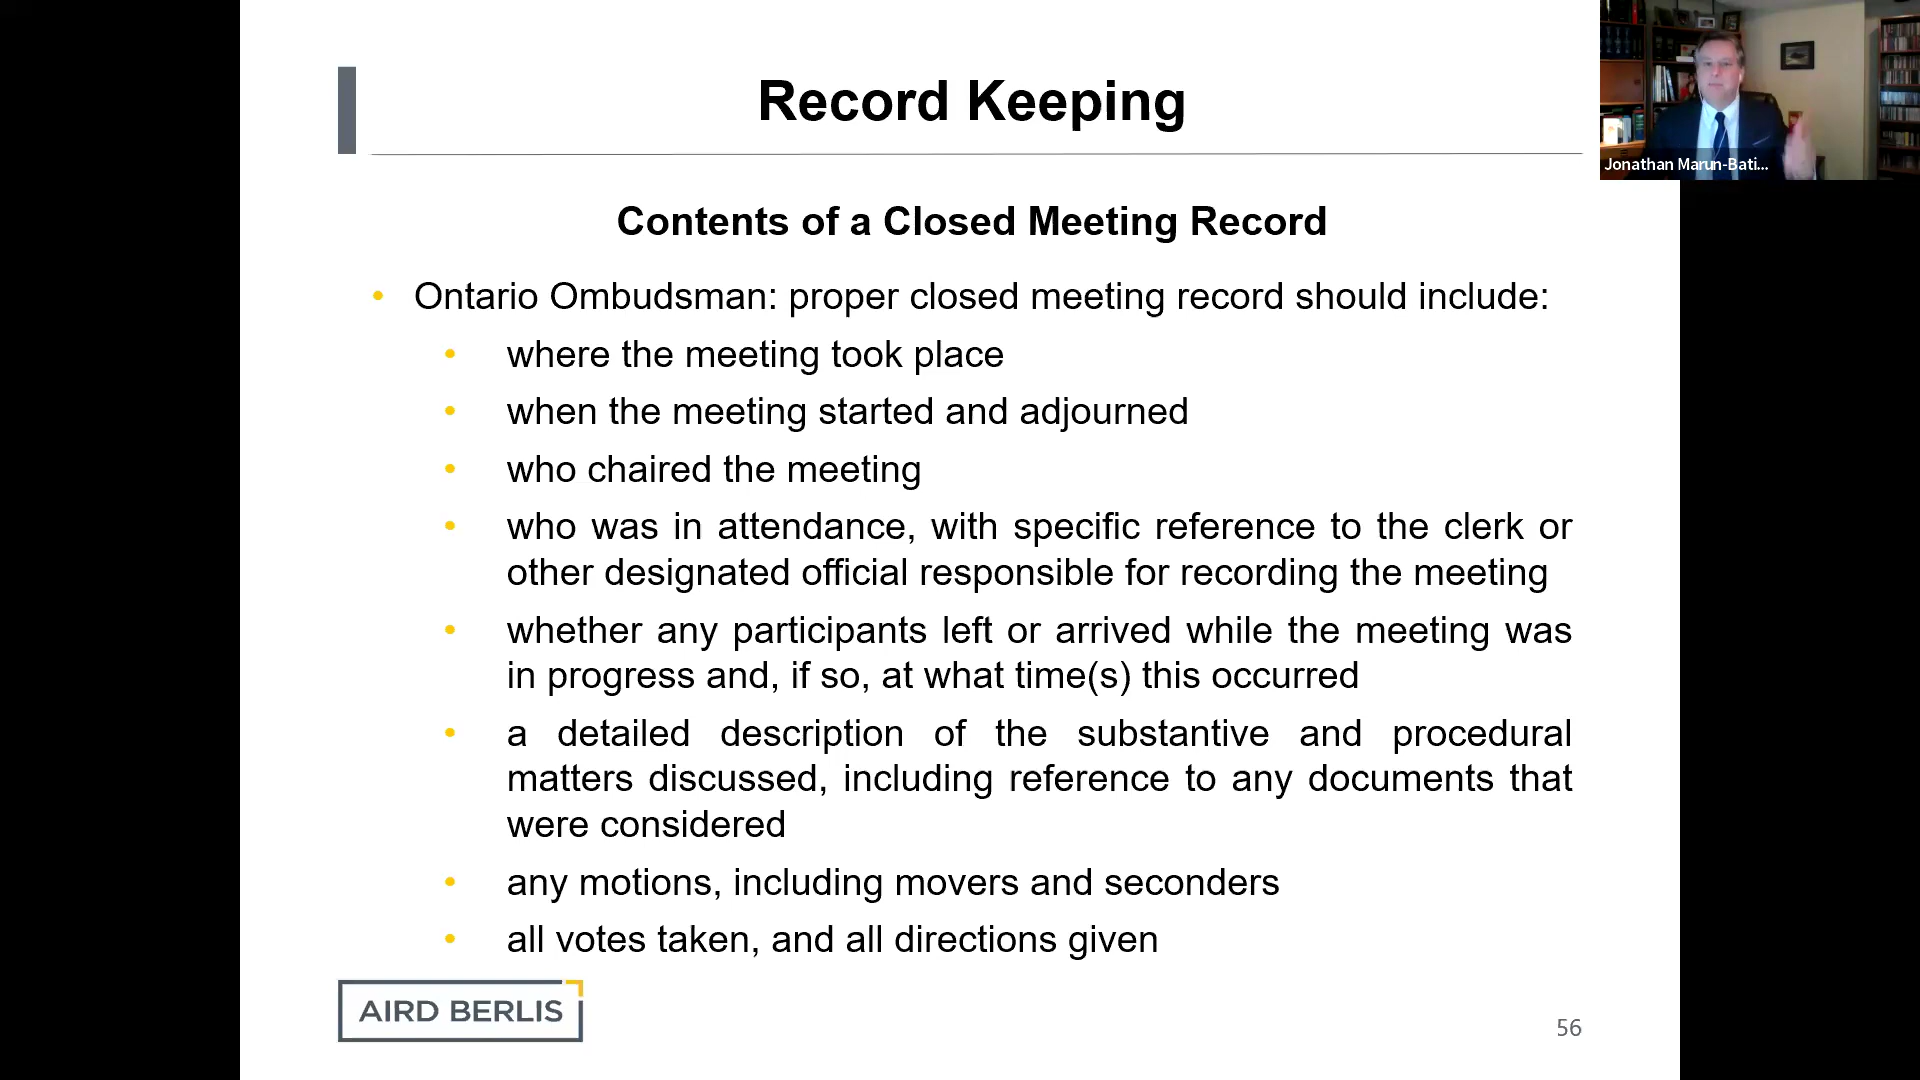 Record Keeping
Jonathan Marun-Bati...
Contents of a Closed Meeting Record
• Ontario Ombudsman: proper closed meeting record should include:
• where the meeting took place
• when the meeting started and adjourned
• who chaired the meeting
• who was in attendance, with specific reference to the clerk or
other designated official responsible for recording the meeting
• whether any participants left or arrived while the meeting was
in progress and, if so, at what time(s) this occurred
• a detailed description of the substantive and procedural
matters discussed, including reference to any documents that
were considered
• any motions, including movers and seconders
• all votes taken, and all directions given
AIRD BERLIS
56